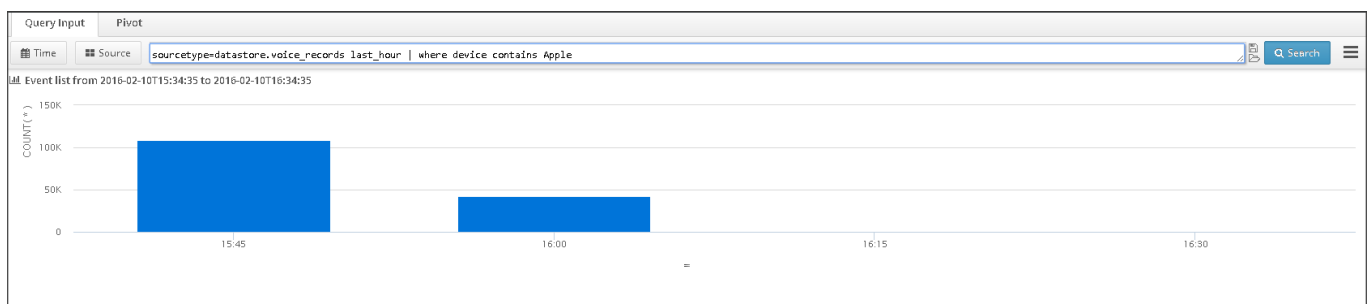 Query Input Pivot
Time Source sourcetype=datastore.voice_records last_hour | where device contains Apple Search
Event list from 2016-02-10T15:34:35 to 2016-02-10T16:34:35
COUNT(*)
150K
100K
50K
0
15:45 16:00 16:15 16:30